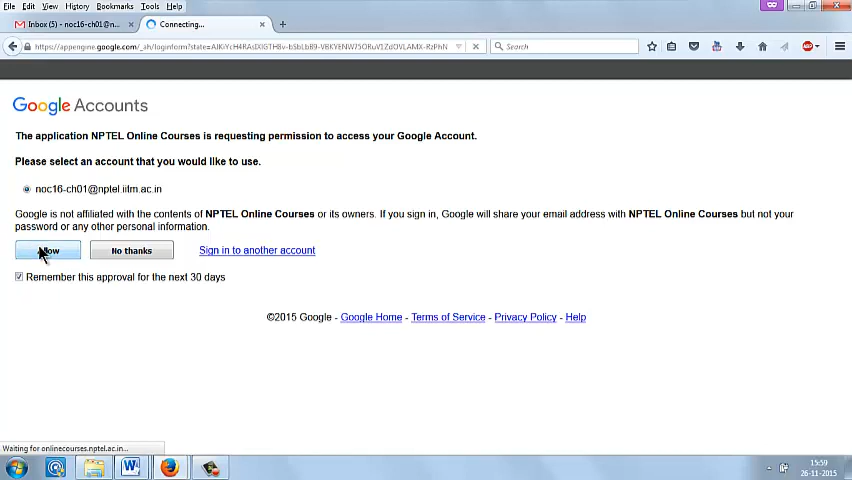 File Edit View History Bookmarks Tools Help
Inbox (5) - noc16-ch01@n... Connecting...
Search
Google Accounts
The application NPTEL Online Courses is requesting permission to access your Google Account.
Please select an account that you would like to use.
noc16-ch01@nptel.iitm.ac.in
Google is not affiliated with the contents of NPTEL Online Courses or its owners. If you sign in, Google will share your email address with NPTEL Online Courses but not your
password or any other personal information.
No thanks Sign in to another account
Remember this approval for the next 30 days
©2015 Google - Google Home - Terms of Service - Privacy Policy - Help
Waiting for onlinecourses.nptel.ac.in...
15:59
26-11-2015